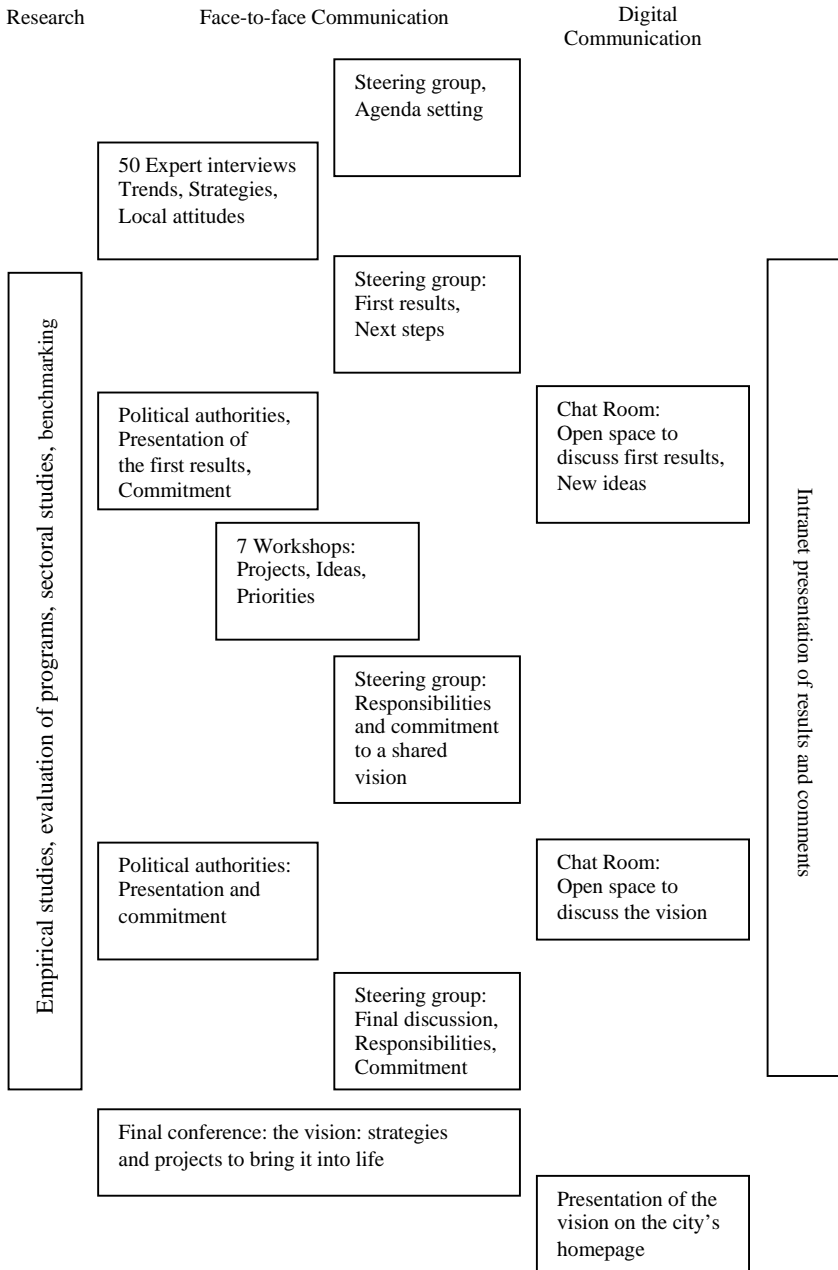 Research
Face-to-face Communication
Digital
Communication
Steering group,
Agenda setting
50 Expert interviews
Trends, Strategies,
Local attitudes
Steering group:
First results,
Next steps
Empirical studies, evaluation of programs, sectoral studies, benchmarking
Political authorities,
Presentation of
the first results,
Commitment
Chat Room:
Open space to
discuss first results,
New ideas
Intranet presentation of results and comments
7 Workshops:
Projects, Ideas,
Priorities
Steering group:
Responsibilities
and commitment
to a shared
vision
Political authorities:
Presentation and
commitment
Chat Room:
Open space to
discuss the vision
Steering group:
Final discussion,
Responsibilities,
Commitment
Final conference: the vision: strategies
and projects to bring it into life
Presentation of the
vision on the city’s
homepage